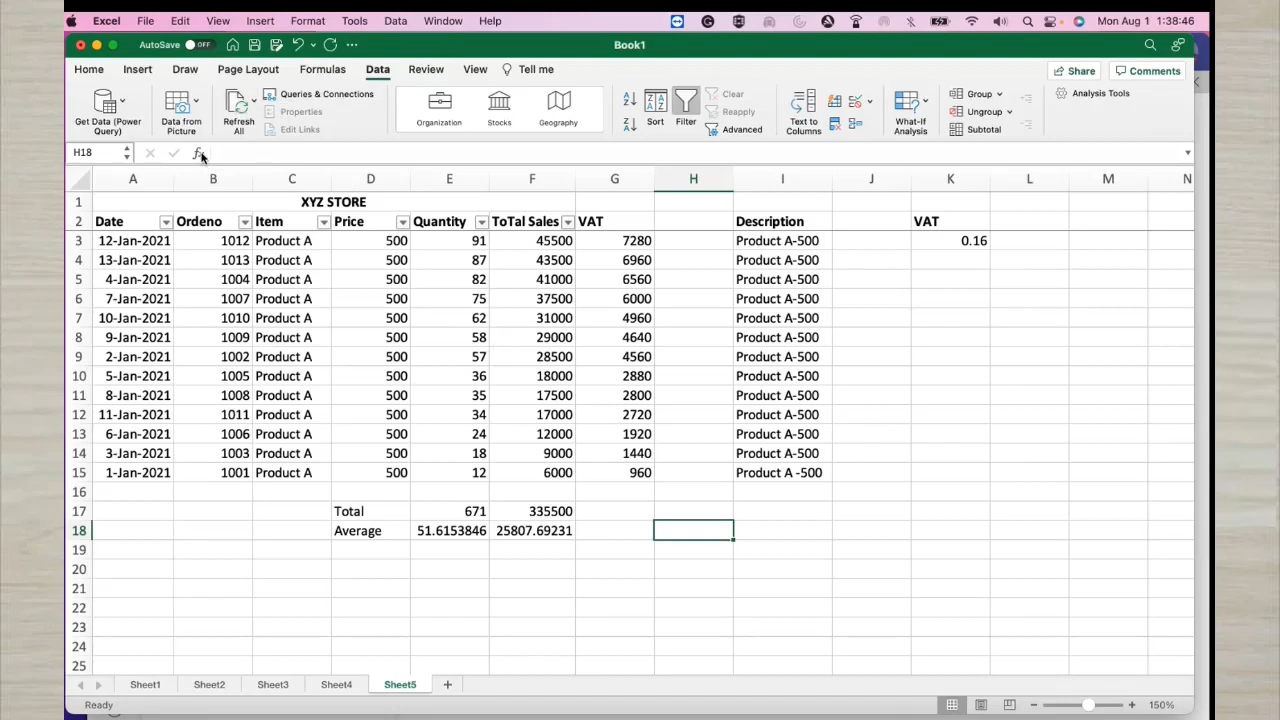 Excel File Edit View Insert Format Tools Data Window Help Mon Aug 1 1:38:46
AutoSave OFF Book1
Home Insert Draw Page Layout Formulas Data Review View Tell me Share Comments
Get Data (Power Query) Data from Picture Refresh All Queries & Connections Properties Edit Links Organization Stocks Geography Sort Filter Clear Reapply Advanced Text to Columns What-If Analysis Group Ungroup Subtotal Analysis Tools
H18 fx
A B C D E F G H I J K L M N
1 XYZ STORE
2 Date Ordeno Item Price Quantity ToTal Sales VAT Description VAT
3 12-Jan-2021 1012 Product A 500 91 45500 7280 Product A-500 0.16
4 13-Jan-2021 1013 Product A 500 87 43500 6960 Product A-500
5 4-Jan-2021 1004 Product A 500 82 41000 6560 Product A-500
6 7-Jan-2021 1007 Product A 500 75 37500 6000 Product A-500
7 10-Jan-2021 1010 Product A 500 62 31000 4960 Product A-500
8 9-Jan-2021 1009 Product A 500 58 29000 4640 Product A-500
9 2-Jan-2021 1002 Product A 500 57 28500 4560 Product A-500
10 5-Jan-2021 1005 Product A 500 36 18000 2880 Product A-500
11 8-Jan-2021 1008 Product A 500 35 17500 2800 Product A-500
12 11-Jan-2021 1011 Product A 500 34 17000 2720 Product A-500
13 6-Jan-2021 1006 Product A 500 24 12000 1920 Product A-500
14 3-Jan-2021 1003 Product A 500 18 9000 1440 Product A-500
15 1-Jan-2021 1001 Product A 500 12 6000 960 Product A -500
16
17 Total 671 335500
18 Average 51.6153846 25807.69231
19
20
21
22
23
24
25
Sheet1 Sheet2 Sheet3 Sheet4 Sheet5 +
Ready 150%